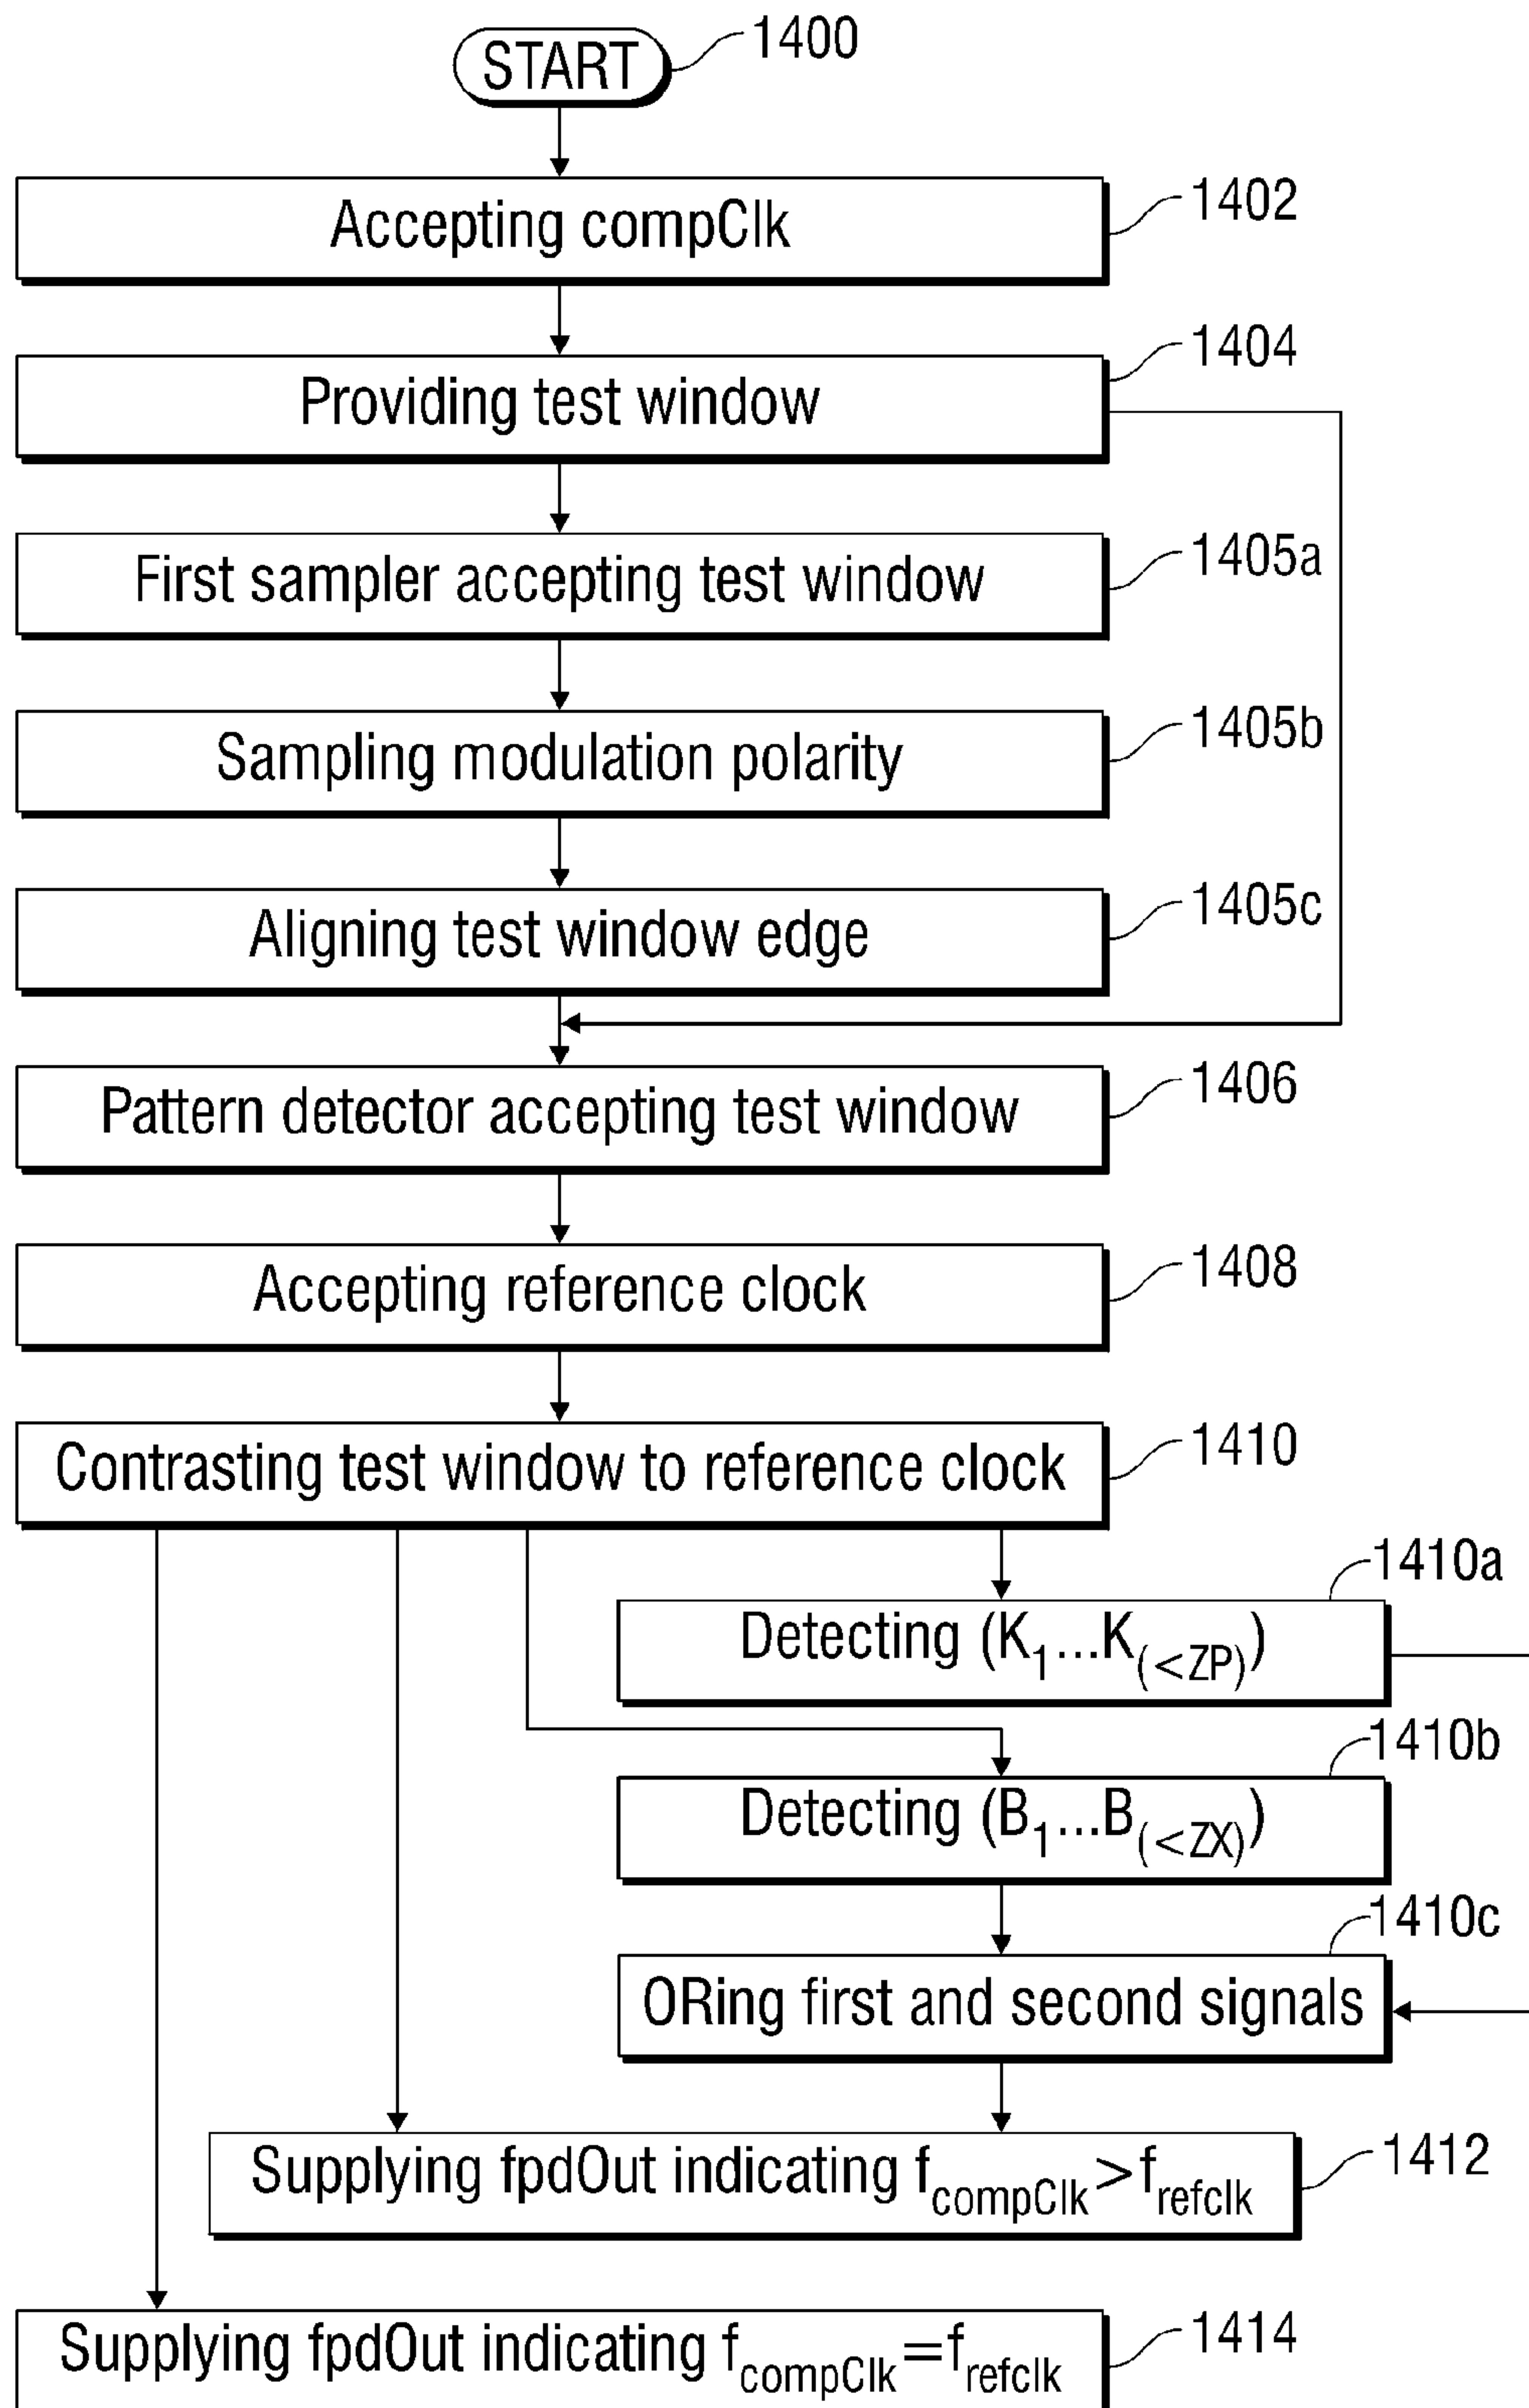 START
1400
Accepting compClk
1402
Providing test window
1404
First sampler accepting test window
1405a
Sampling modulation polarity
1405b
Aligning test window edge
1405c
Pattern detector accepting test window
1406
Accepting reference clock
1408
Contrasting test window to reference clock
1410
1410a
Detecting (K1...K(<ZP))
1410b
Detecting (B1...B(<ZX))
1410c
ORing first and second signals
Supplying fpdOut indicating fcompClk>frefclk
1412
Supplying fpdOut indicating fcompClk=frefclk
1414